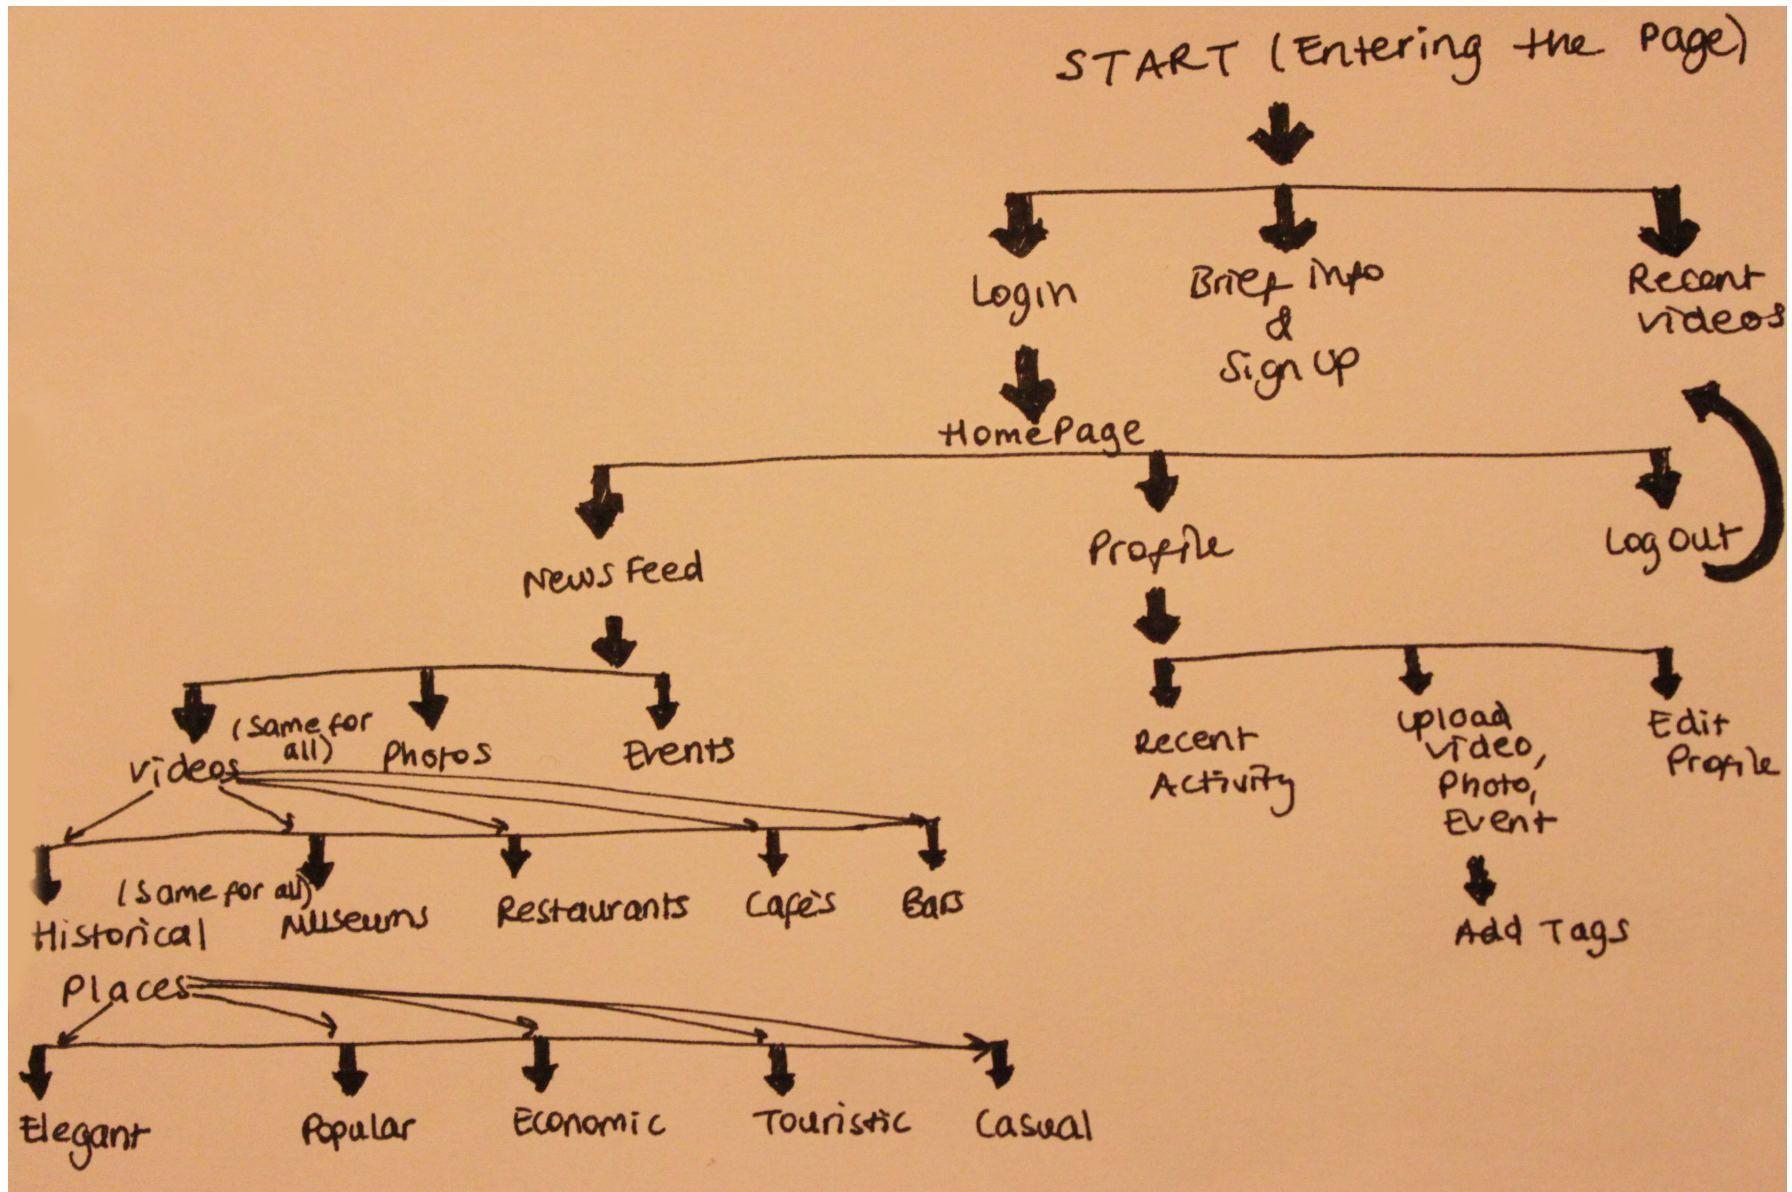 START (Entering the Page)
Login
Brief info
&
Sign Up
Recent
videos
HomePage
News Feed
Profile
Log out
Videos
(Same for
all)
Photos
Events
Recent
Activity
Upload
Video,
Photo,
Event
Edit
Profile
Add Tags
Historical
Places
(Same for all)
Museums
Restaurants
Cafès
Bars
Elegant
Popular
Economic
Touristic
Casual